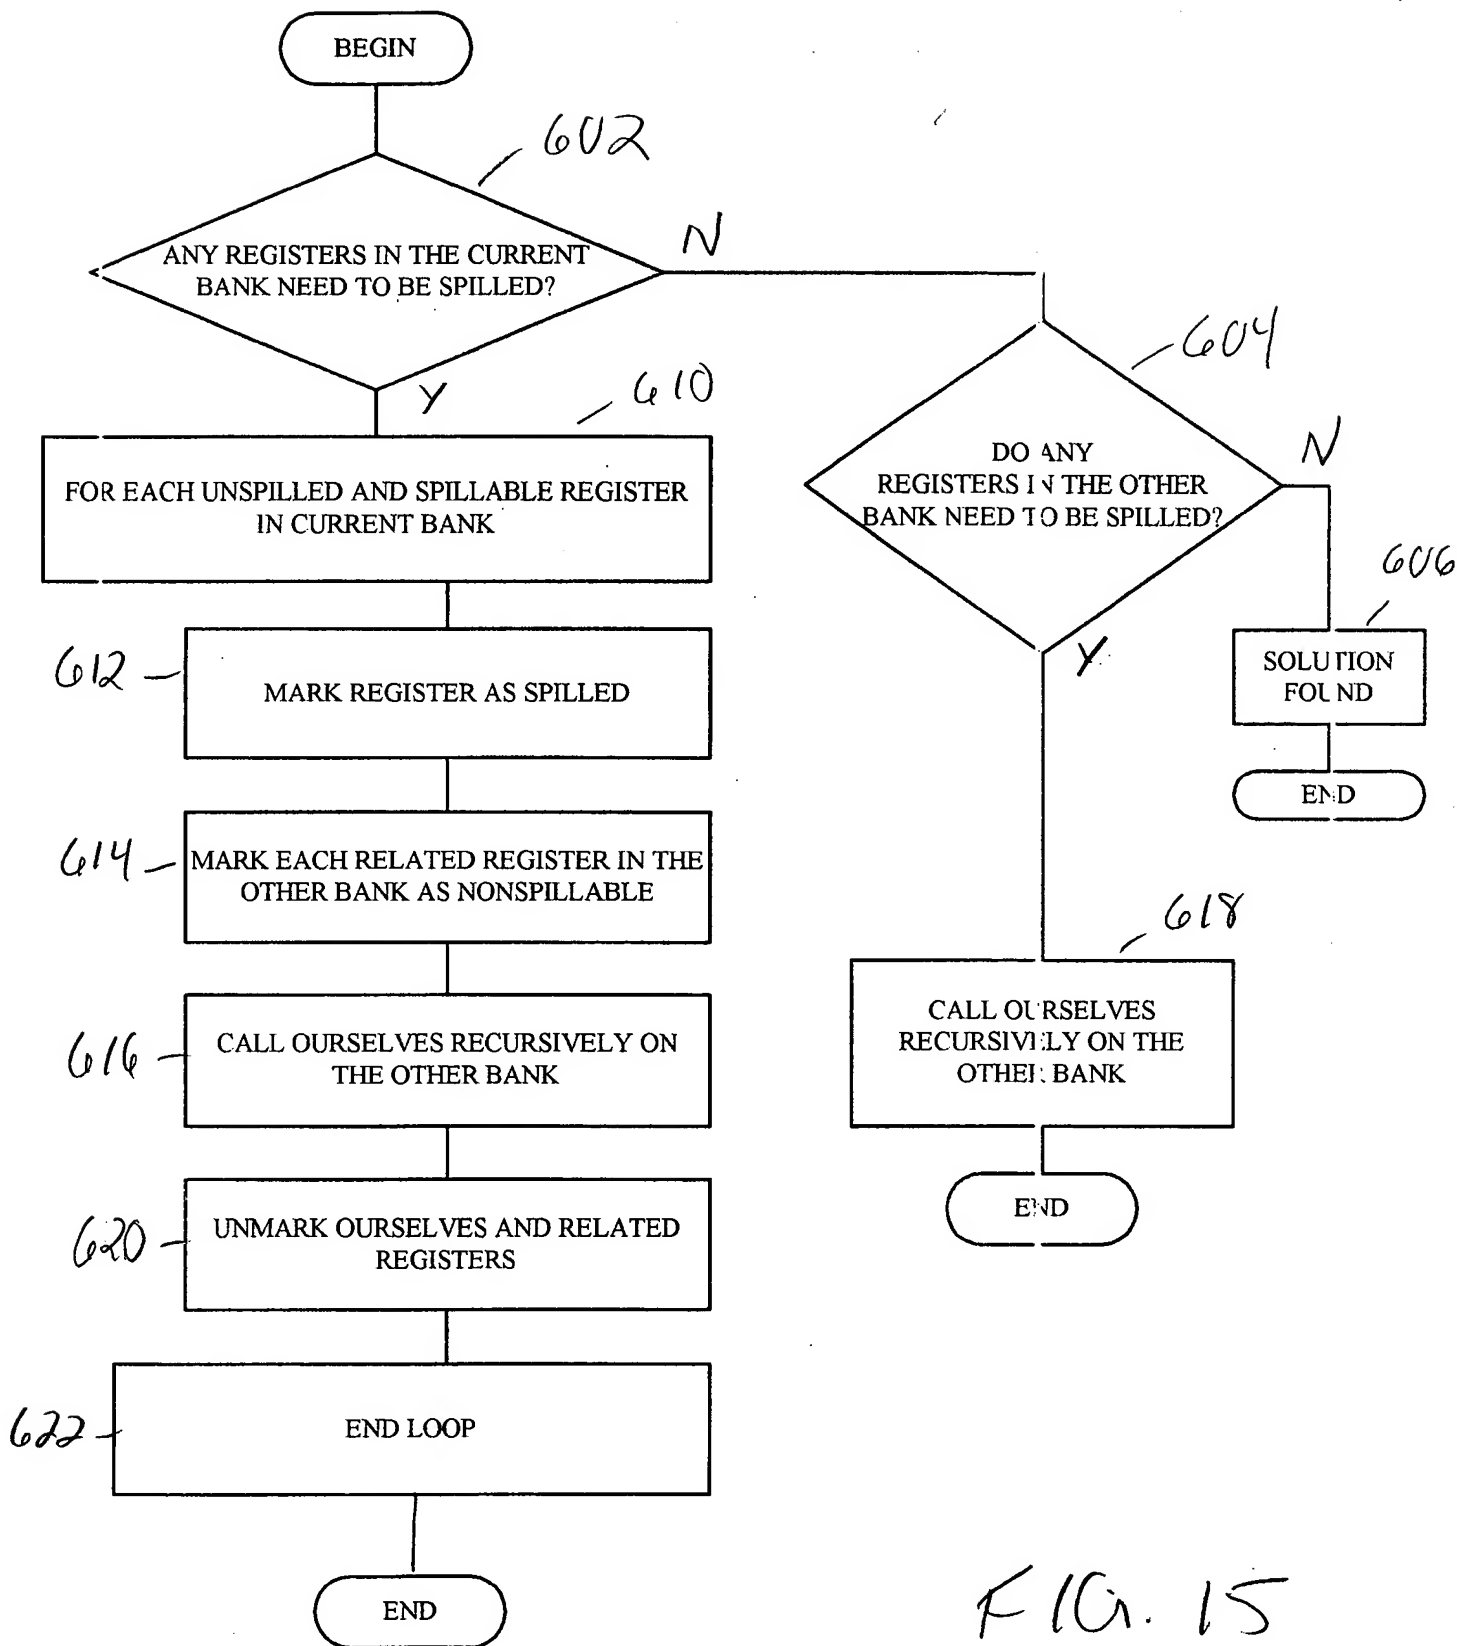 BEGIN
602
ANY REGISTERS IN THE CURRENT
BANK NEED TO BE SPILLED?
N
Y
604
DO ANY
REGISTERS IN THE OTHER
BANK NEED TO BE SPILLED?
N
Y
606
SOLUTION
FOUND
END
610
FOR EACH UNSPILLED AND SPILLABLE REGISTER
IN CURRENT BANK
612
MARK REGISTER AS SPILLED
614
MARK EACH RELATED REGISTER IN THE
OTHER BANK AS NONSPILLABLE
616
CALL OURSELVES RECURSIVELY ON
THE OTHER BANK
618
CALL OURSELVES
RECURSIVELY ON THE
OTHER BANK
END
620
UNMARK OURSELVES AND RELATED
REGISTERS
622
END LOOP
END
FIG. 15